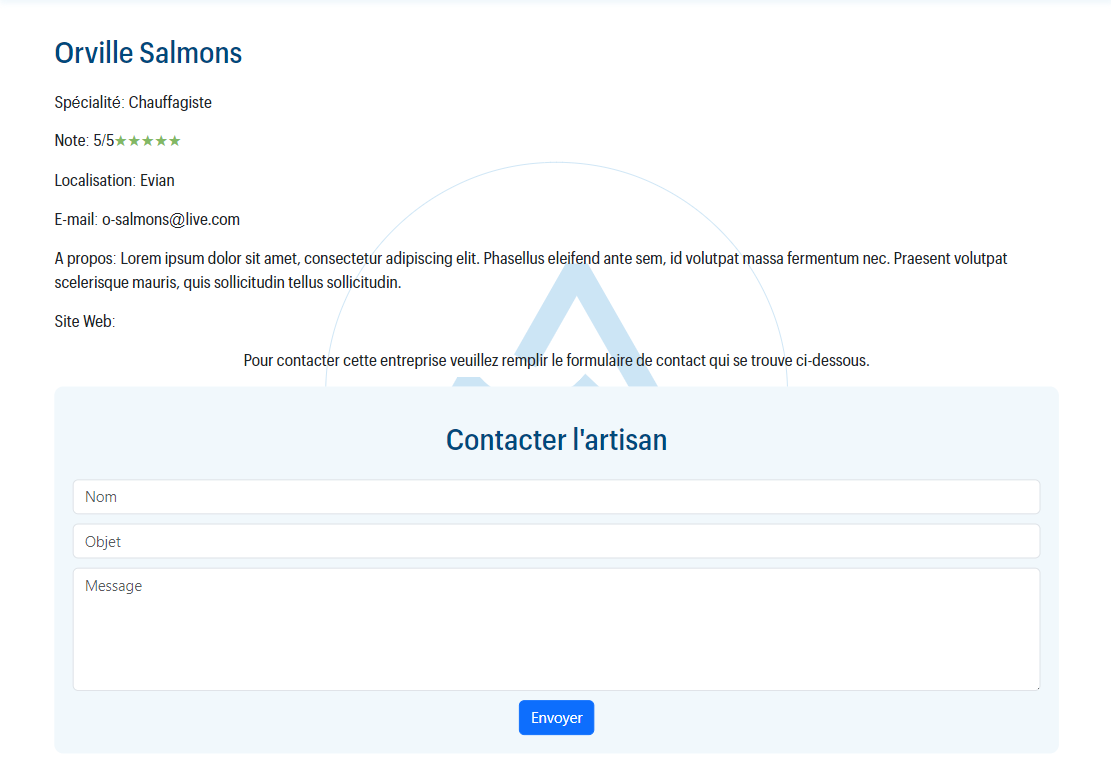 Orville Salmons
Spécialité: Chauffagiste
Note: 5/5★★★★★
Localisation: Evian
E-mail: o-salmons@live.com
A propos: Lorem ipsum dolor sit amet, consectetur adipiscing elit. Phasellus eleifend ante sem, id volutpat massa fermentum nec. Praesent volutpat
scelerisque mauris, quis sollicitudin tellus sollicitudin.
Site Web:
Pour contacter cette entreprise veuillez remplir le formulaire de contact qui se trouve ci-dessous.
Contacter l'artisan
Nom
Objet
Message
Envoyer